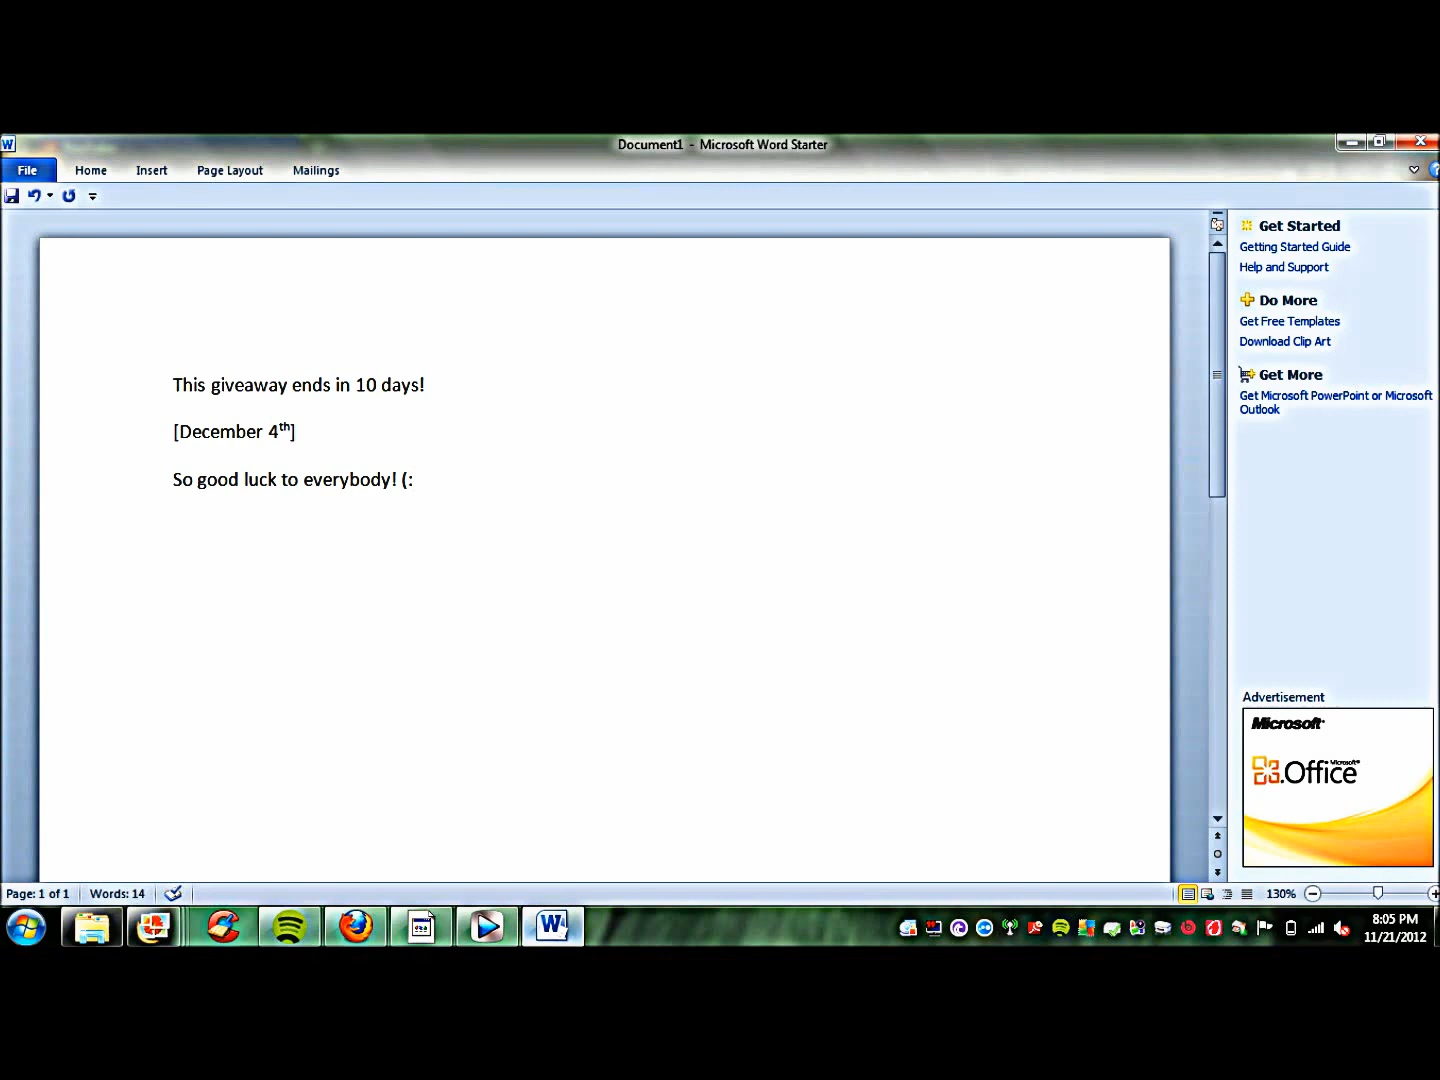 Document1 - Microsoft Word Starter
File Home Insert Page Layout Mailings
Get Started
Getting Started Guide
Help and Support
Do More
Get Free Templates
Download Clip Art
Get More
Get Microsoft PowerPoint or Microsoft
Outlook
This giveaway ends in 10 days!
[December 4th]
So good luck to everybody! (:
Advertisement
Microsoft
Microsoft
Office
Page: 1 of 1 Words: 14 130%
8:05 PM
11/21/2012